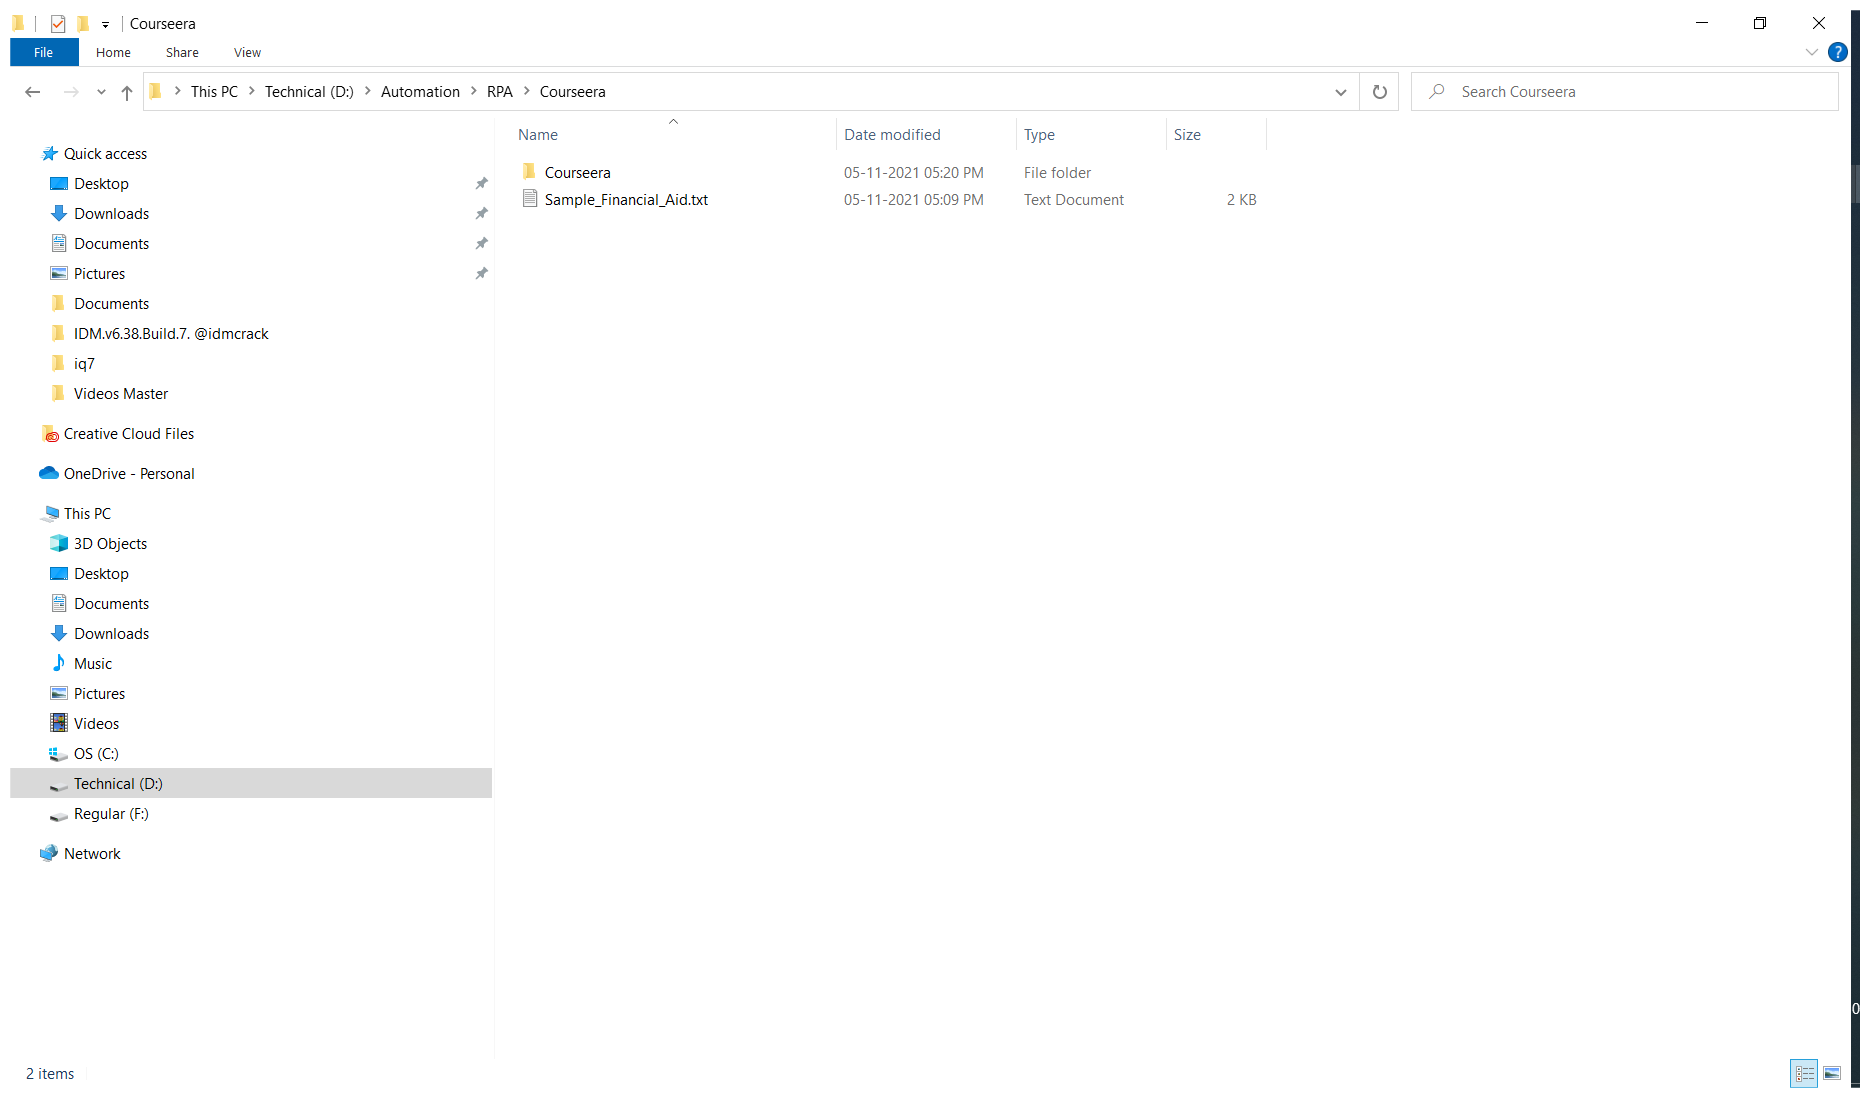 Courseera
File Home Share View
?
This PC > Technical (D:) > Automation > RPA > Courseera
Search Courseera
Name Date modified Type Size
Courseera 05-11-2021 05:20 PM File folder
Sample_Financial_Aid.txt 05-11-2021 05:09 PM Text Document 2 KB
Quick access
Desktop
Downloads
Documents
Pictures
Documents
IDM.v6.38.Build.7. @idmcrack
iq7
Videos Master
Creative Cloud Files
OneDrive - Personal
This PC
3D Objects
Desktop
Documents
Downloads
Music
Pictures
Videos
OS (C:)
Technical (D:)
Regular (F:)
Network
0
2 items